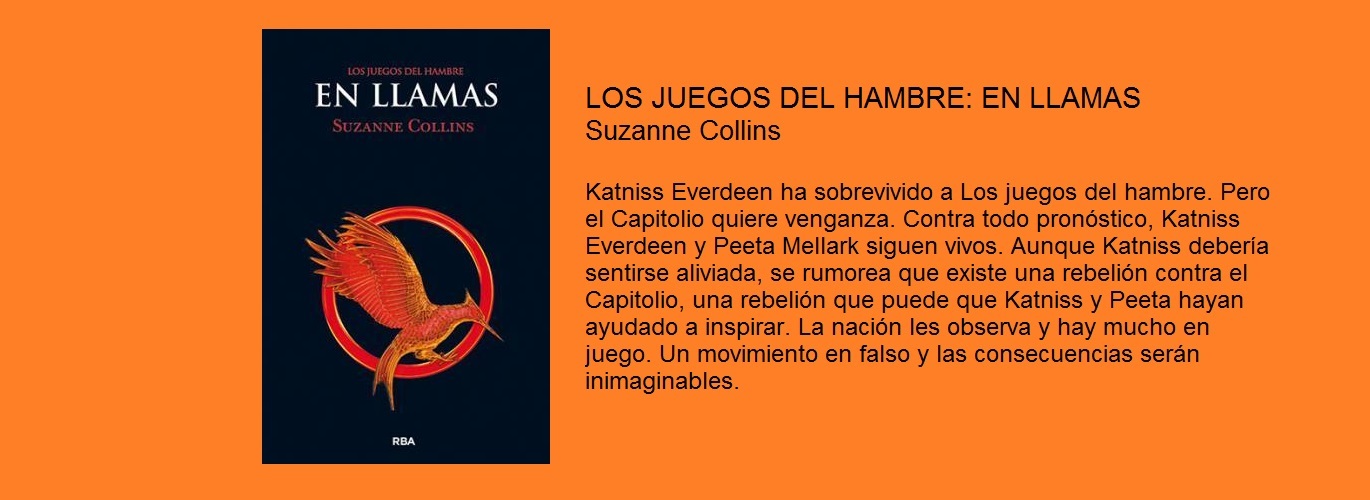 LOS JUEGOS DEL HAMBRE
EN LLAMAS
SUZANNE COLLINS
RBA
LOS JUEGOS DEL HAMBRE: EN LLAMAS
Suzanne Collins
Katniss Everdeen ha sobrevivido a Los juegos del hambre. Pero
el Capitolio quiere venganza. Contra todo pronóstico, Katniss
Everdeen y Peeta Mellark siguen vivos. Aunque Katniss debería
sentirse aliviada, se rumorea que existe una rebelión contra el
Capitolio, una rebelión que puede que Katniss y Peeta hayan
ayudado a inspirar. La nación les observa y hay mucho en
juego. Un movimiento en falso y las consecuencias serán
inimaginables.